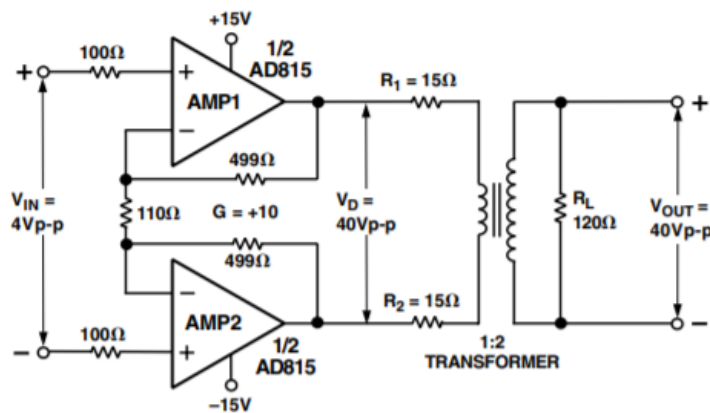 +15V
100Ω
1/2
AD815
R1 = 15Ω
+
+
AMP1
+
−
499Ω
VIN =
4Vp-p
110Ω
G = +10
VD =
40Vp-p
RL
120Ω
VOUT =
40Vp-p
499Ω
−
AMP2
R2 = 15Ω
100Ω
−
+
1/2
AD815
1:2
TRANSFORMER
−
−15V